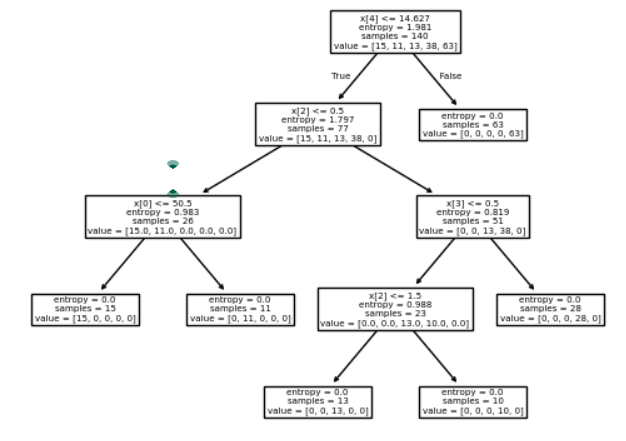 x[4] <= 14.627
entropy = 1.981
samples = 140
value = [15, 11, 13, 38, 63]
True
False
x[2] <= 0.5
entropy = 1.797
samples = 77
value = [15, 11, 13, 38, 0]
entropy = 0.0
samples = 63
value = [0, 0, 0, 0, 63]
x[0] <= 50.5
entropy = 0.983
samples = 26
value = [15.0, 11.0, 0.0, 0.0, 0.0]
x[3] <= 0.5
entropy = 0.819
samples = 51
value = [0, 0, 13, 38, 0]
entropy = 0.0
samples = 15
value = [15, 0, 0, 0, 0]
entropy = 0.0
samples = 11
value = [0, 11, 0, 0, 0]
x[2] <= 1.5
entropy = 0.988
samples = 23
value = [0.0, 0.0, 13.0, 10.0, 0.0]
entropy = 0.0
samples = 28
value = [0, 0, 0, 28, 0]
entropy = 0.0
samples = 13
value = [0, 0, 13, 0, 0]
entropy = 0.0
samples = 10
value = [0, 0, 0, 10, 0]